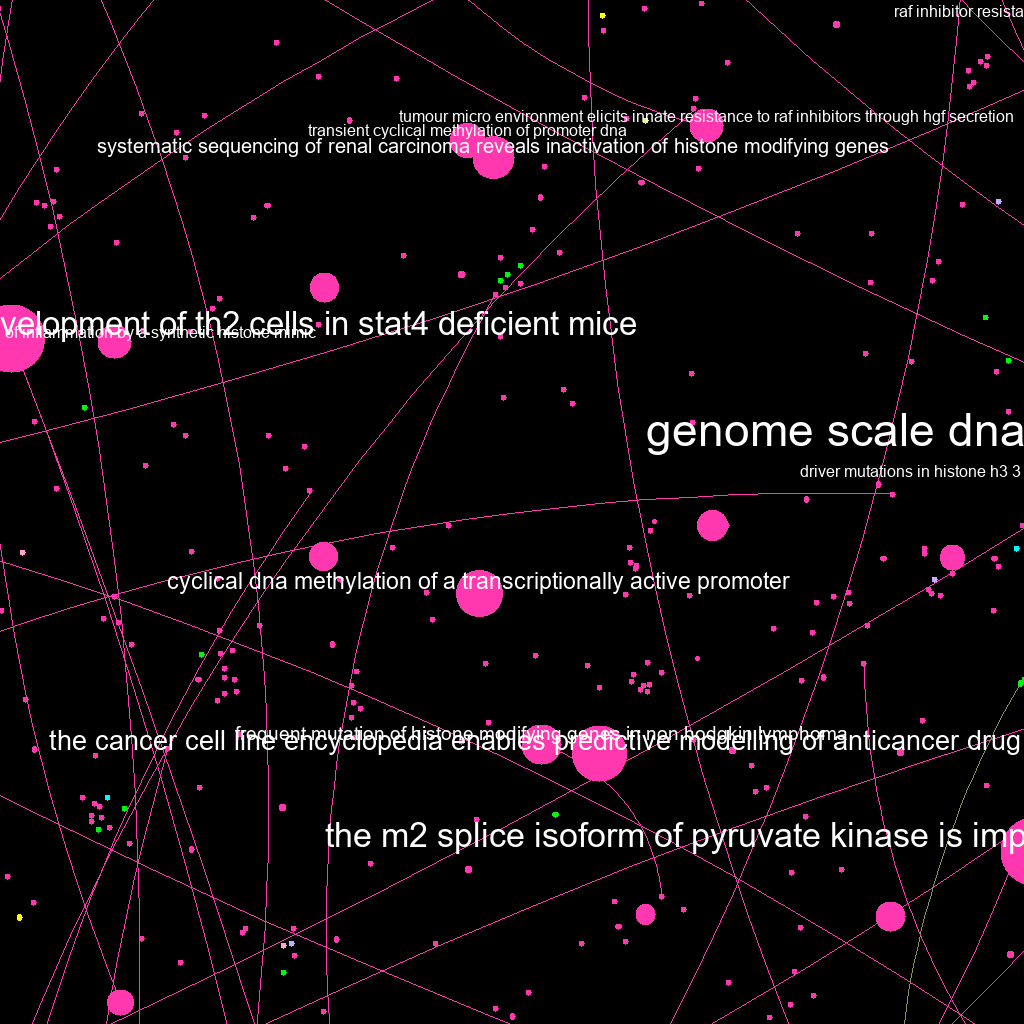 raf inhibitor resista
tumour micro environment elicits innate resistance to raf inhibitors through hgf secretion
transient cyclical methylation of promoter dna
systematic sequencing of renal carcinoma reveals inactivation of histone modifying genes
velopment of th2 cells in stat4 deficient mice
of inflammation by a synthetic histone mimic
genome scale dna
driver mutations in histone h3 3
cyclical dna methylation of a transcriptionally active promoter
frequent mutation of histone modifying genes in non hodgkin lymphoma
the cancer cell line encyclopedia enables predictive modelling of anticancer drug
the m2 splice isoform of pyruvate kinase is imp